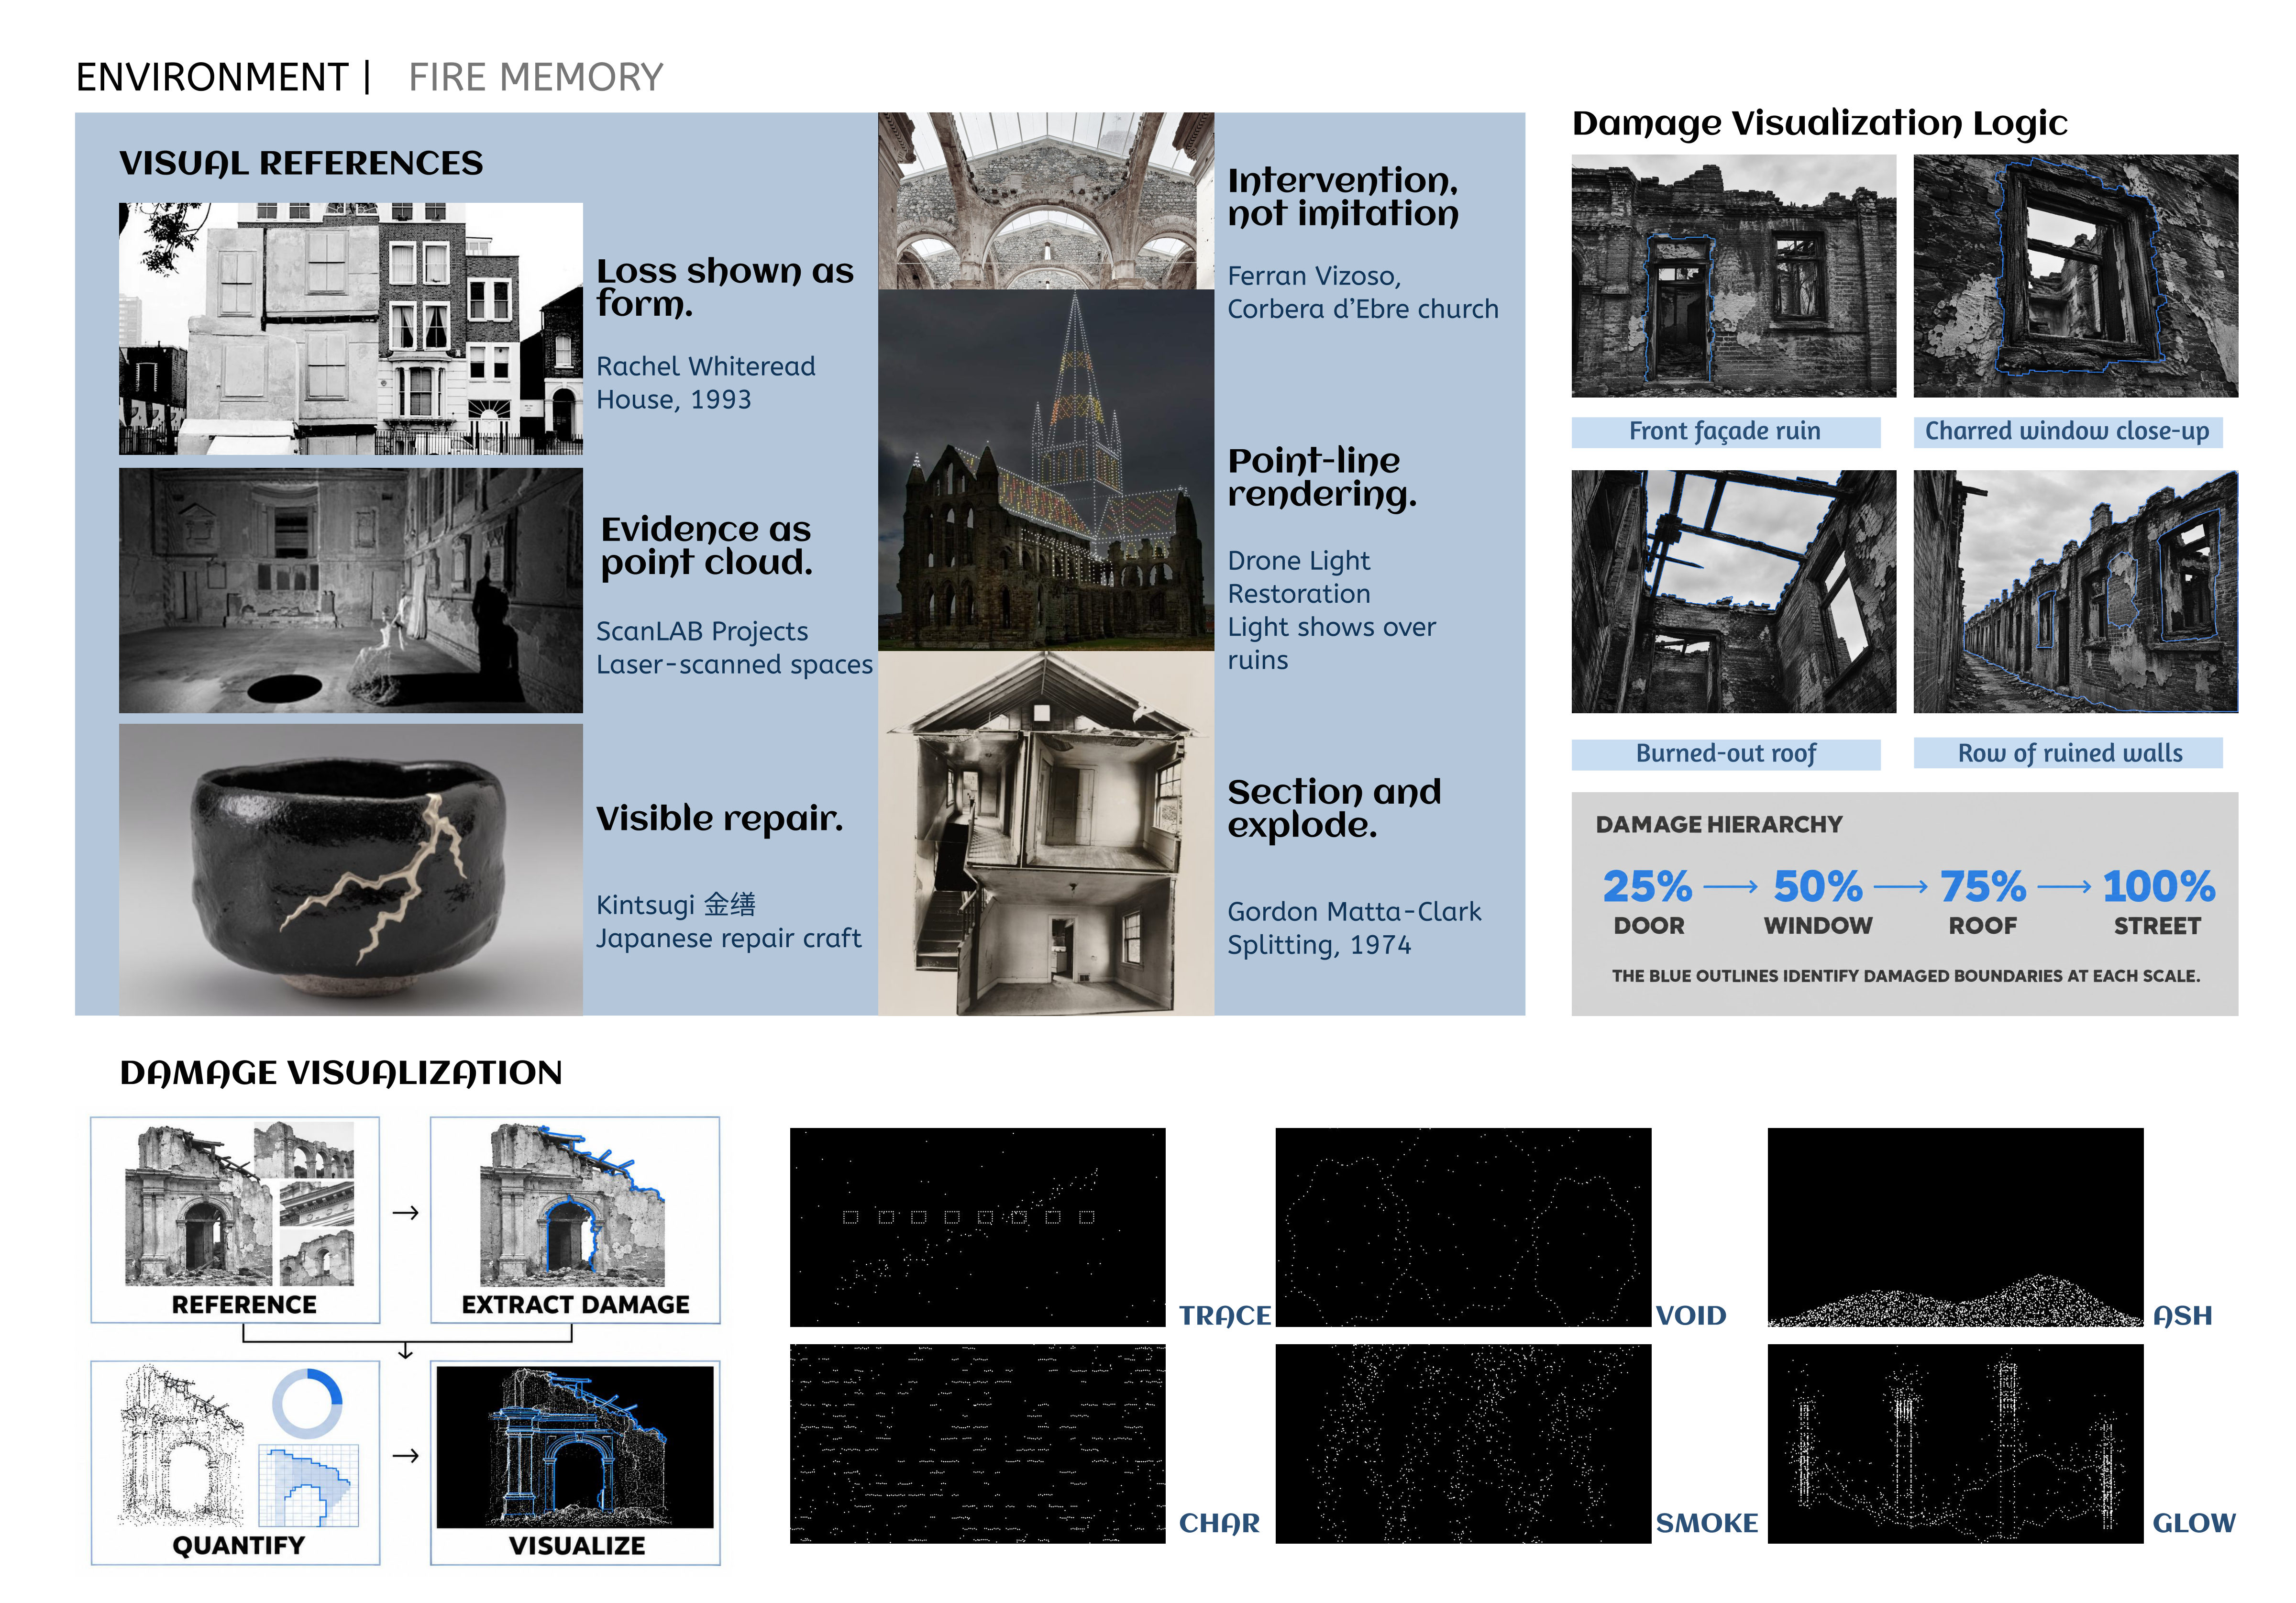 ENVIRONMENT | FIRE MEMORY
VISUAL REFERENCES
Loss shown as
form.
Rachel Whiteread
House, 1993
Evidence as
point cloud.
ScanLAB Projects
Laser-scanned spaces
Visible repair.
Kintsugi 金缮
Japanese repair craft
Intervention,
not imitation
Ferran Vizoso,
Corbera d’Ebre church
Point-line
rendering.
Drone Light
Restoration
Light shows over
ruins
Section and
explode.
Gordon Matta-Clark
Splitting, 1974
Damage Visualization Logic
Front façade ruin
Charred window close-up
Burned-out roof
Row of ruined walls
DAMAGE HIERARCHY
25% → 50% → 75% → 100%
DOOR WINDOW ROOF STREET
THE BLUE OUTLINES IDENTIFY DAMAGED BOUNDARIES AT EACH SCALE.
DAMAGE VISUALIZATION
REFERENCE
EXTRACT DAMAGE
QUANTIFY
VISUALIZE
TRACE
VOID
ASH
CHAR
SMOKE
GLOW